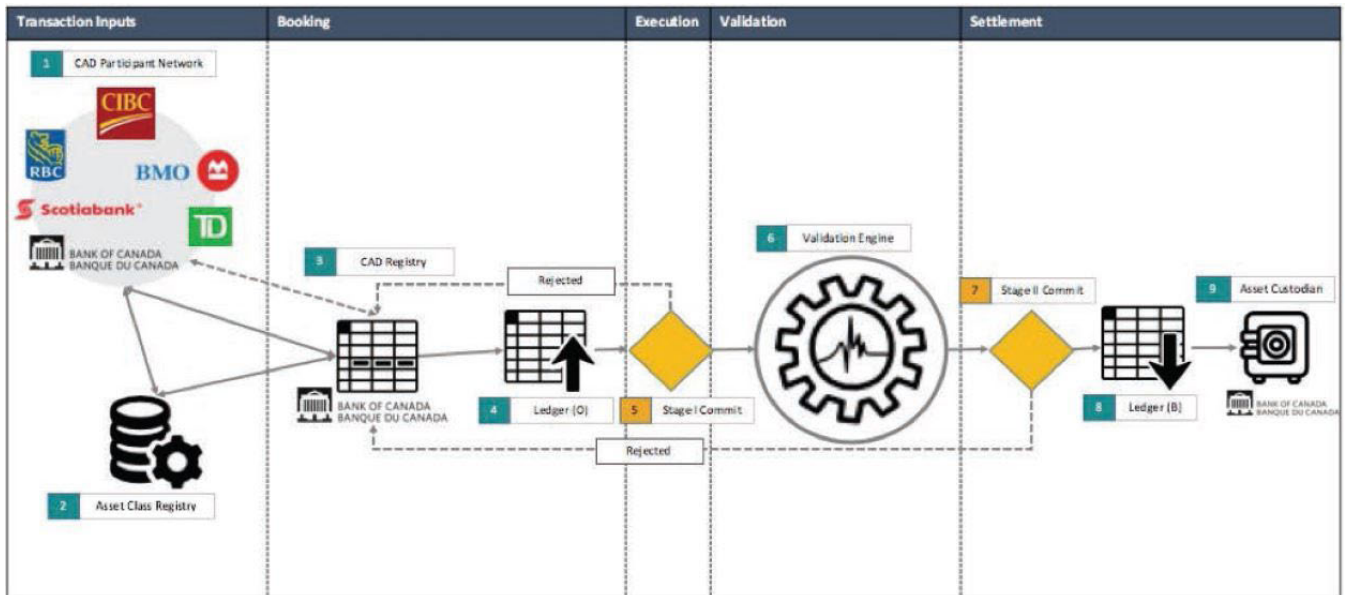 Transaction Inputs
Booking
Execution
Validation
Settlement
1 CAD Participant Network
CIBC
RBC
BMO
Scotiabank
TD
BANK OF CANADA
BANQUE DU CANADA
2 Asset Class Registry
3 CAD Registry
BANK OF CANADA
BANQUE DU CANADA
Rejected
4 Ledger (O)
5 Stage I Commit
Rejected
6 Validation Engine
7 Stage II Commit
8 Ledger (B)
9 Asset Custodian
BANK OF CANADA
BANQUE DU CANADA